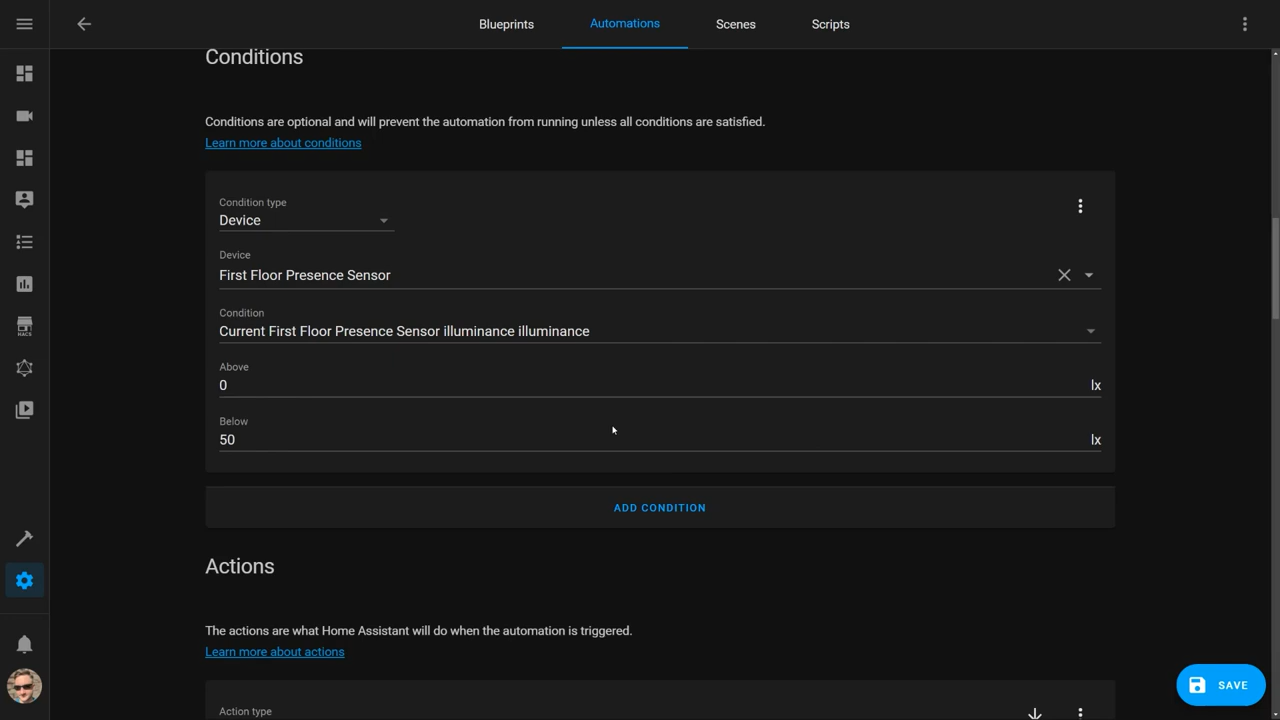 Blueprints
Automations
Scenes
Scripts
Conditions
Conditions are optional and will prevent the automation from running unless all conditions are satisfied.
Learn more about conditions
Condition type
Device
Device
First Floor Presence Sensor
Condition
Current First Floor Presence Sensor illuminance illuminance
Above
0 lx
Below
50 lx
ADD CONDITION
Actions
The actions are what Home Assistant will do when the automation is triggered.
Learn more about actions
Action type
SAVE
HACS